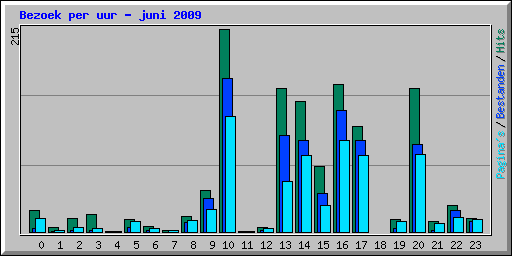 Bezoek per uur - juni 2009
215
Pagina's / Bestanden / Hits
0 1 2 3 4 5 6 7 8 9 10 11 12 13 14 15 16 17 18 19 20 21 22 23